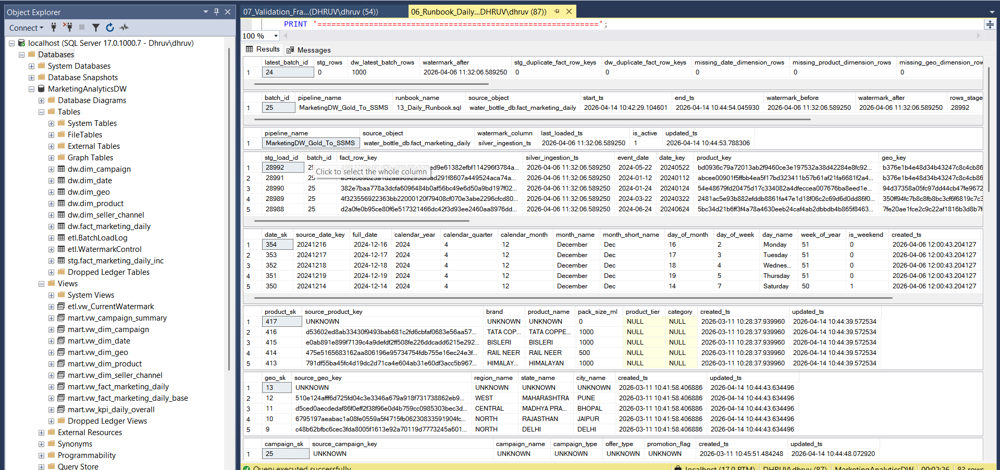 Object Explorer
Connect
localhost (SQL Server 17.0.1000.7 - Dhruv\dhruv)
Databases
System Databases
Database Snapshots
MarketingAnalyticsDW
Database Diagrams
Tables
System Tables
FileTables
External Tables
Graph Tables
dw.dim_campaign
dw.dim_date
dw.dim_geo
dw.dim_product
dw.dim_seller_channel
dw.fact_marketing_daily
etl.BatchLoadLog
etl.WatermarkControl
stg.fact_marketing_daily_inc
Dropped Ledger Tables
Views
System Views
etl.vw_CurrentWatermark
mart.vw_campaign_summary
mart.vw_dim_campaign
mart.vw_dim_date
mart.vw_dim_geo
mart.vw_dim_product
mart.vw_dim_seller_channel
mart.vw_fact_marketing_daily
mart.vw_fact_marketing_daily_base
mart.vw_kpi_daily_overall
Dropped Ledger Views
External Resources
Synonyms
Programmability
Query Store
07_Validation_Fra...(DHRUV\dhruv (54)) 06_Runbook_Daily...DHRUV\dhruv (87))
PRINT '============================================================';
100 %
Results Messages
latest_batch_id stg_rows dw_latest_batch_rows watermark_after stg_duplicate_fact_row_keys dw_duplicate_fact_row_keys missing_date_dimension_rows missing_product_dimension_rows missing_geo_dimension_row
1 24 0 1000 2026-04-06 11:32:06.589250 0 0 0 0 0
batch_id pipeline_name runbook_name source_object start_ts end_ts watermark_before watermark_after rows_stage
1 25 MarketingDW_Gold_To_SSMS 13_Daily_Runbook.sql water_bottle_db.fact_marketing_daily 2026-04-14 10:42:29.104601 2026-04-14 10:44:54.045930 2026-04-06 11:32:06.589250 2026-04-06 11:32:06.589250 28992
pipeline_name source_object watermark_column last_loaded_ts is_active updated_ts
1 MarketingDW_Gold_To_SSMS water_bottle_db.fact_marketing_daily silver_ingestion_ts 2026-04-06 11:32:06.589250 1 2026-04-14 10:44:53.788306
stg_load_id batch_id fact_row_key silver_ingestion_ts event_date date_key product_key geo_key
1 28992 2026-04-06 11:32:06.589250 2024-05-22 20240522 bd0936c79a72013ab2f9460ce3e197532a38d42284e8fc92... b376e1b4e48d34b43247c8c4cb86
Click to select the whole column
2 28991 25 2026-04-06 11:32:06.589250 2024-01-12 20240112 abcee00901f5ffbb4ea5f17bd323411b57b61af21fa6681f2a4... b376e1b4e48d34b43247c8c4cb86
3 28990 25 382e7baa778a3dcfa6096484b0af56bc49e6d50a9bd197f02... 2026-04-06 11:32:06.589250 2024-01-24 20240124 54e48679fd20475d17c334082a4dfeccea007676ba8eed1e... 94d37358a05fc97dd44cb47fe9672
4 28989 25 4f323556922363bb22000120f79408cf070e3abe2296cfcd80... 2026-04-06 11:32:06.589250 2024-03-22 20240322 2481ac5e93b882efddb8861fa47e1d18f06c2c69d6d0dd86f0... 350ff94fc7b8c8fb8bc3cf6ff6819c7c3
5 28988 25 d2a0fe0b95ce80f6e517321466dc42f3d93ee2460aa8976dd... 2026-04-06 11:32:06.589250 2024-06-24 20240624 5bc34d21b6ff3f4a78a4630eeb24caf4ab2dbbdb4b865f8463... 7fe20ae1fce2c9c22af1816b3d8b7f
date_sk source_date_key full_date calendar_year calendar_quarter calendar_month month_name month_short_name day_of_month day_of_week day_name week_of_year is_weekend created_ts
1 354 20241216 2024-12-16 2024 4 12 December Dec 16 2 Monday 51 0 2026-04-06 12:00:43.204127
2 353 20241217 2024-12-17 2024 4 12 December Dec 17 3 Tuesday 51 0 2026-04-06 12:00:43.204127
3 352 20241218 2024-12-18 2024 4 12 December Dec 18 4 Wednes... 51 0 2026-04-06 12:00:43.204127
4 351 20241219 2024-12-19 2024 4 12 December Dec 19 5 Thursday 51 0 2026-04-06 12:00:43.204127
5 350 20241214 2024-12-14 2024 4 12 December Dec 14 7 Saturday 50 1 2026-04-06 12:00:43.204127
product_sk source_product_key brand product_name pack_size_ml product_tier category created_ts updated_ts
1 417 UNKNOWN UNKNOWN UNKNOWN 0 NULL NULL 2026-03-11 10:28:37.939960 2026-04-14 10:44:39.572534
2 416 d53602ed8ab33430f9493bab681c2fd6cbfaf0683e56aa57... TATA COP... TATA COPPE... 1000 NULL NULL 2026-03-11 10:28:37.939960 2026-04-14 10:44:39.572534
3 415 e0ab891e899f7139c4a9defdf2ff508fe226ddcadd6215e292... BISLERI BISLERI 1000 NULL NULL 2026-03-11 10:28:37.939960 2026-04-14 10:44:39.572534
4 414 475e5165683162aa806196e95734754fdb755e16ec24e3f... RAIL NEER RAIL NEER 500 NULL NULL 2026-03-11 10:28:37.939960 2026-04-14 10:44:39.572534
5 413 791df55ba45fc4d19dc2d71ca4e604ab31e60df3acc5b967... HIMALAY... HIMALAYAN 1000 NULL NULL 2026-03-11 10:28:37.939960 2026-04-14 10:44:39.572534
geo_sk source_geo_key region_name state_name city_name created_ts updated_ts
1 13 UNKNOWN UNKNOWN UNKNOWN UNKNOWN 2026-03-11 10:41:58.406886 2026-04-14 10:44:43.634496
2 12 510e124afff6d725fd04c3e3346a679a918f731738862eb9... WEST MAHARASHTRA PUNE 2026-03-11 10:41:58.406886 2026-04-14 10:44:43.634496
3 11 d5ced0aecdedaf86f0eff2f38f96e0d4b759cc0985303bec3d... CENTRAL MADHYA PRA... BHOPAL 2026-03-11 10:41:58.406886 2026-04-14 10:44:43.634496
4 10 6795197aeabac1a08fe0559a5f4715fb06230833591904fc... NORTH RAJASTHAN JAIPUR 2026-03-11 10:41:58.406886 2026-04-14 10:44:43.634496
5 9 c48b62bfbc6cec3fda8005f1613e92a70119d7773245a601... NORTH DELHI DELHI 2026-03-11 10:41:58.406886 2026-04-14 10:44:43.634496
campaign_sk source_campaign_key campaign_name campaign_type offer_type promotion_flag created_ts updated_ts
1 25 UNKNOWN UNKNOWN UNKNOWN UNKNOWN UNKNOWN 2026-03-11 10:45:51.484248 2026-04-14 10:44:48.072920
Query executed successfully. localhost (17.0 RTM) DHRUV\dhruv (87) MarketingAnalyticsDW 00:02:26 83 rows